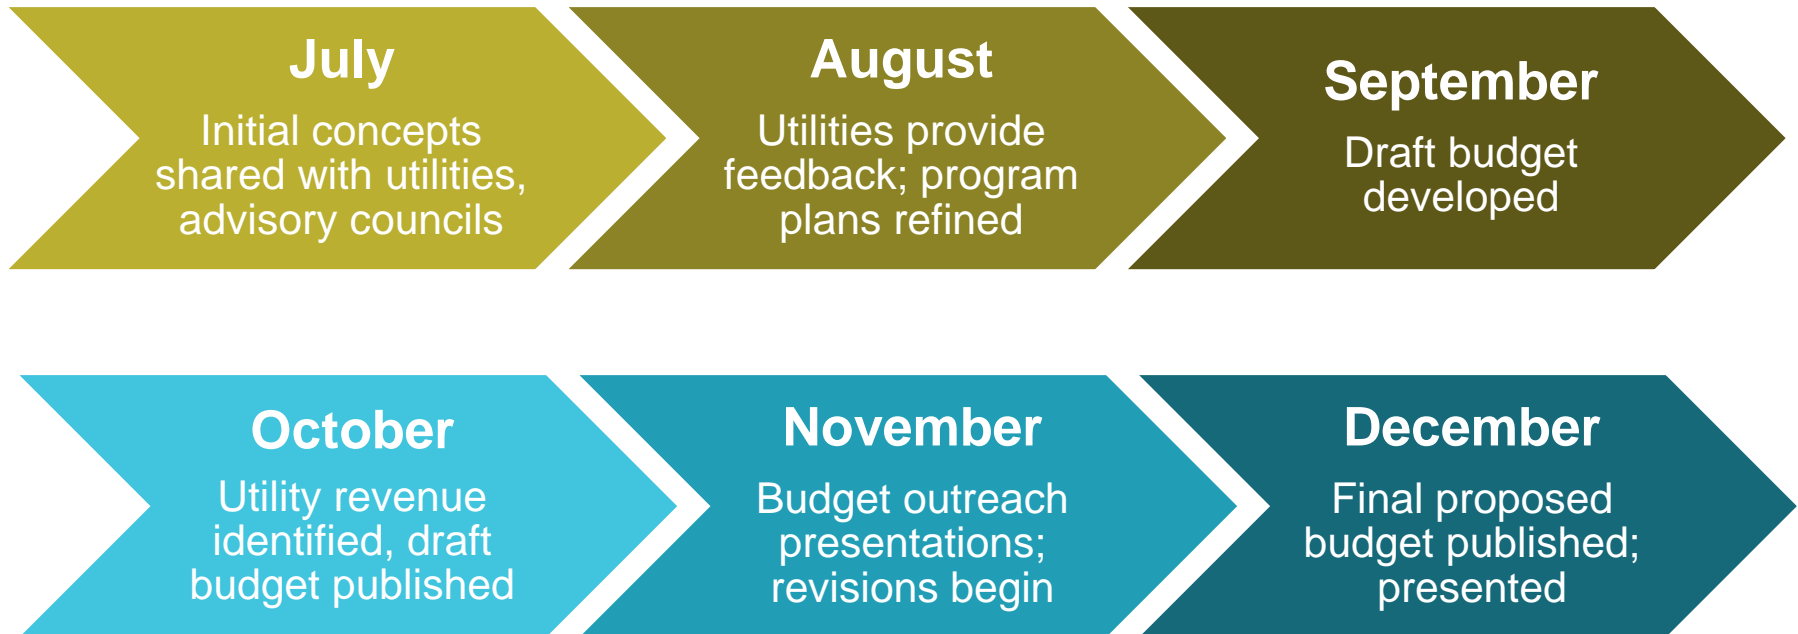 July
Initial concepts
shared with utilities,
advisory councils
August
Utilities provide
feedback; program
plans refined
September
Draft budget
developed
October
Utility revenue
identified, draft
budget published
November
Budget outreach
presentations;
revisions begin
December
Final proposed
budget published;
presented